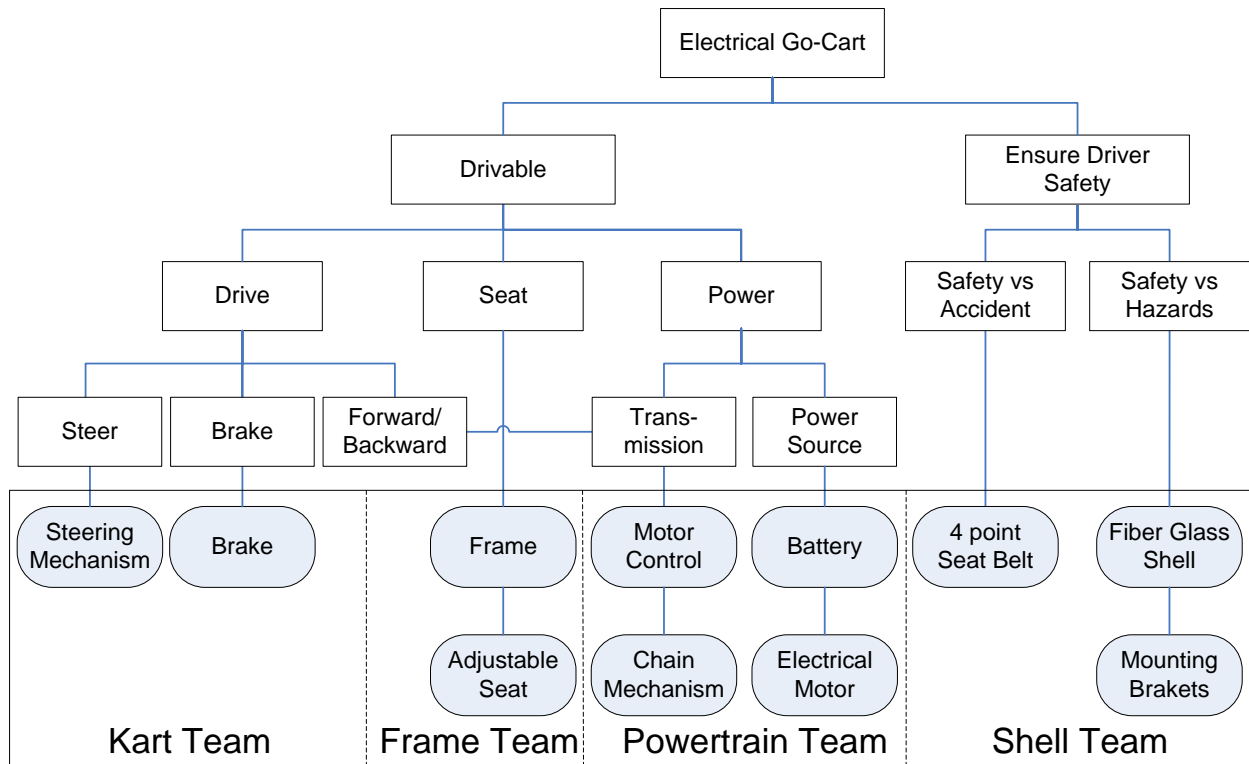 Electrical Go-Cart
Drivable
Ensure Driver
Safety
Drive
Seat
Power
Safety vs
Accident
Safety vs
Hazards
Steer
Brake
Forward/
Backward
Trans-
mission
Power
Source
Steering
Mechanism
Brake
Frame
Motor
Control
Battery
4 point
Seat Belt
Fiber Glass
Shell
Adjustable
Seat
Chain
Mechanism
Electrical
Motor
Mounting
Brakets
Kart Team
Frame Team
Powertrain Team
Shell Team